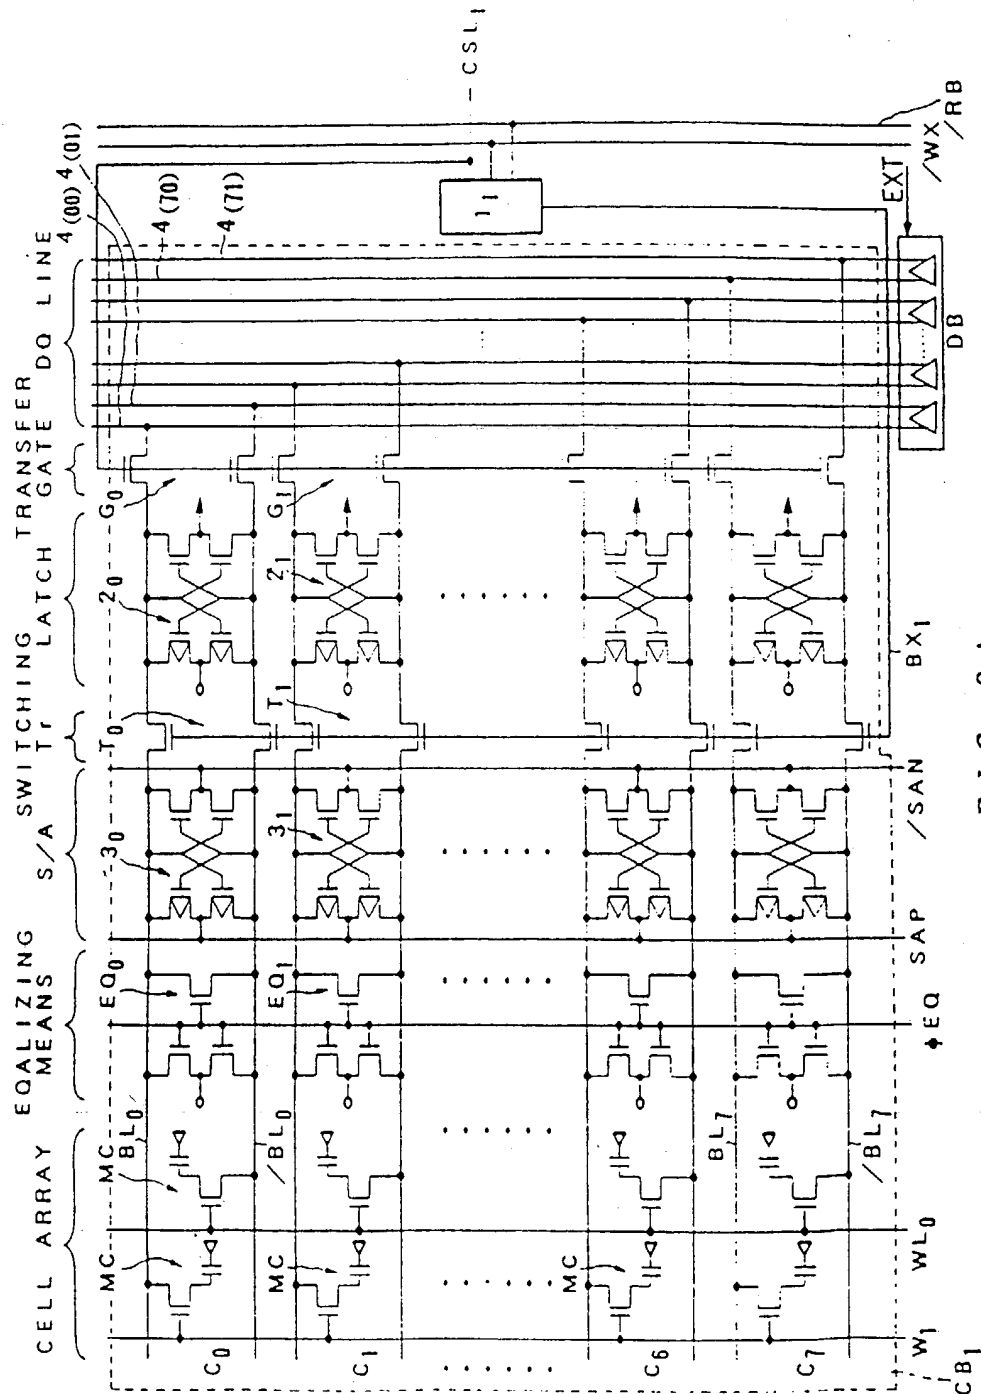 CELL ARRAY
EQALIZING MEANS
S/A
SWITCHING Tr
LATCH
TRANSFER GATE
DQ LINE
4(00)
4(01)
4(70)
4(71)
CSL1
MC
MC
BL0
EQ0
30
T0
20
G0
/BL0
MC
EQ1
31
T1
21
G1
11
MC
BL7
/BL7
C0
C1
C6
C7
W1
WL0
φEQ
SAP
/SAN
BX1
DB
EXT
/WX
/RB
CB1